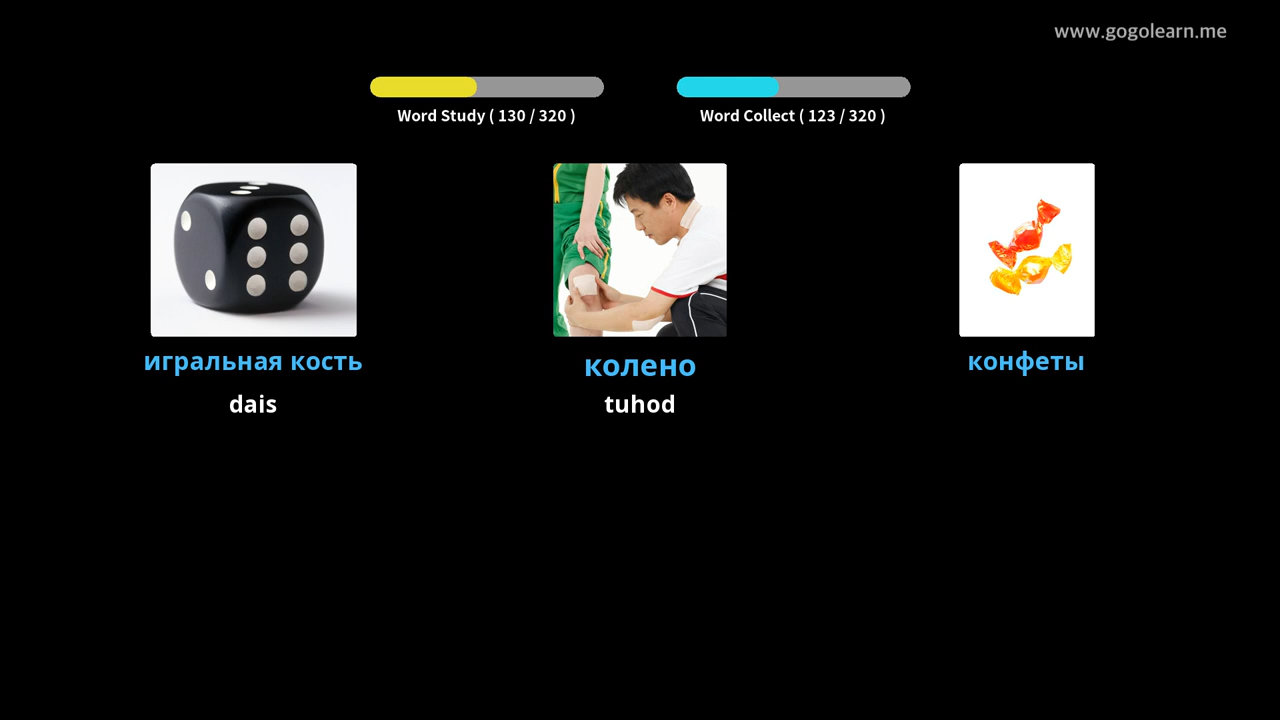 www.gogolearn.me
Word Study ( 130 / 320 )
Word Collect ( 123 / 320 )
игральная кость
колено
конфеты
dais
tuhod